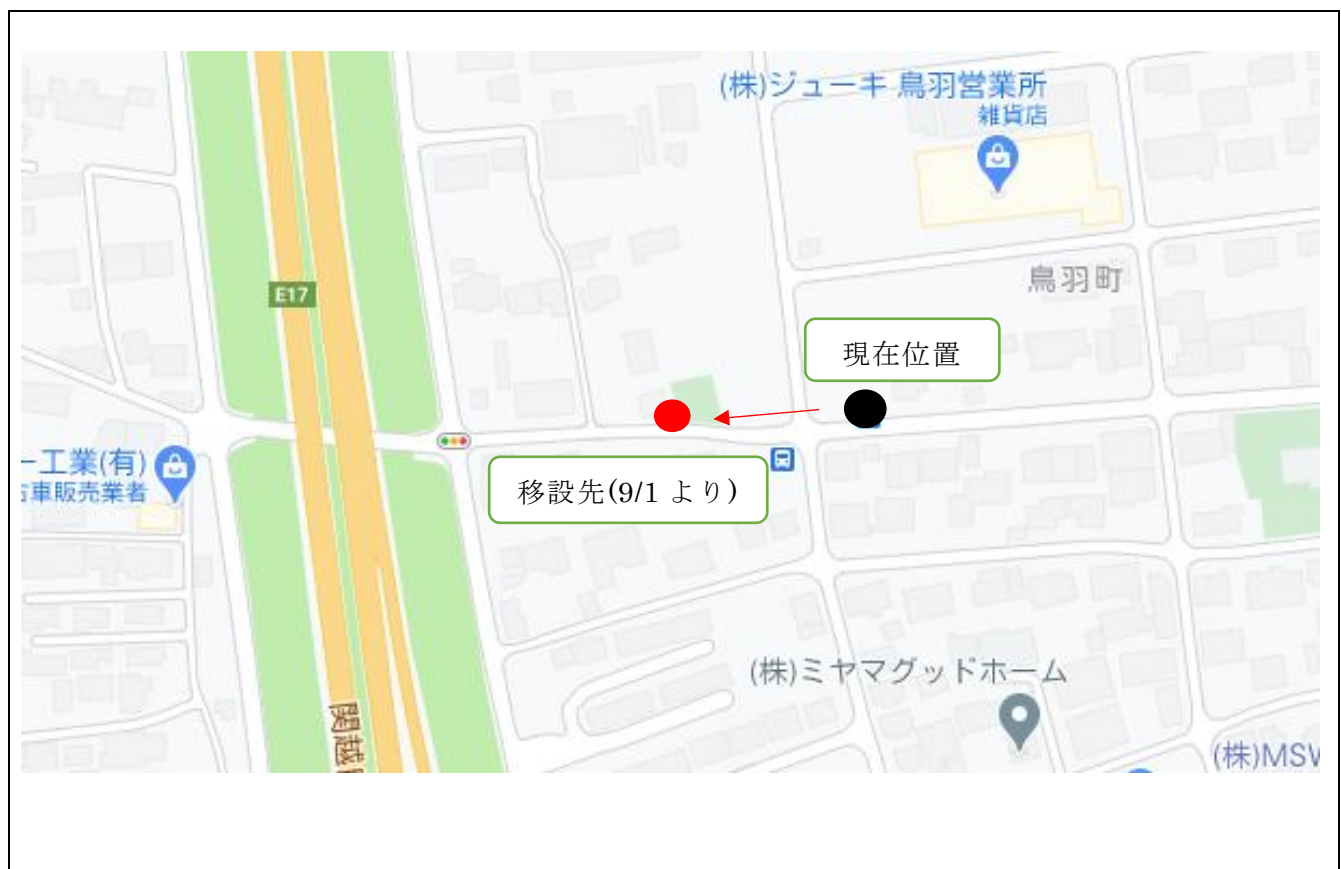 (株)ジューキ 鳥羽営業所
雑貨店
鳥羽町
E17
現在位置
移設先(9/1 より)
ー工業(有)
車販売業者
(株)ミヤマグッドホーム
関越
(株)MSW